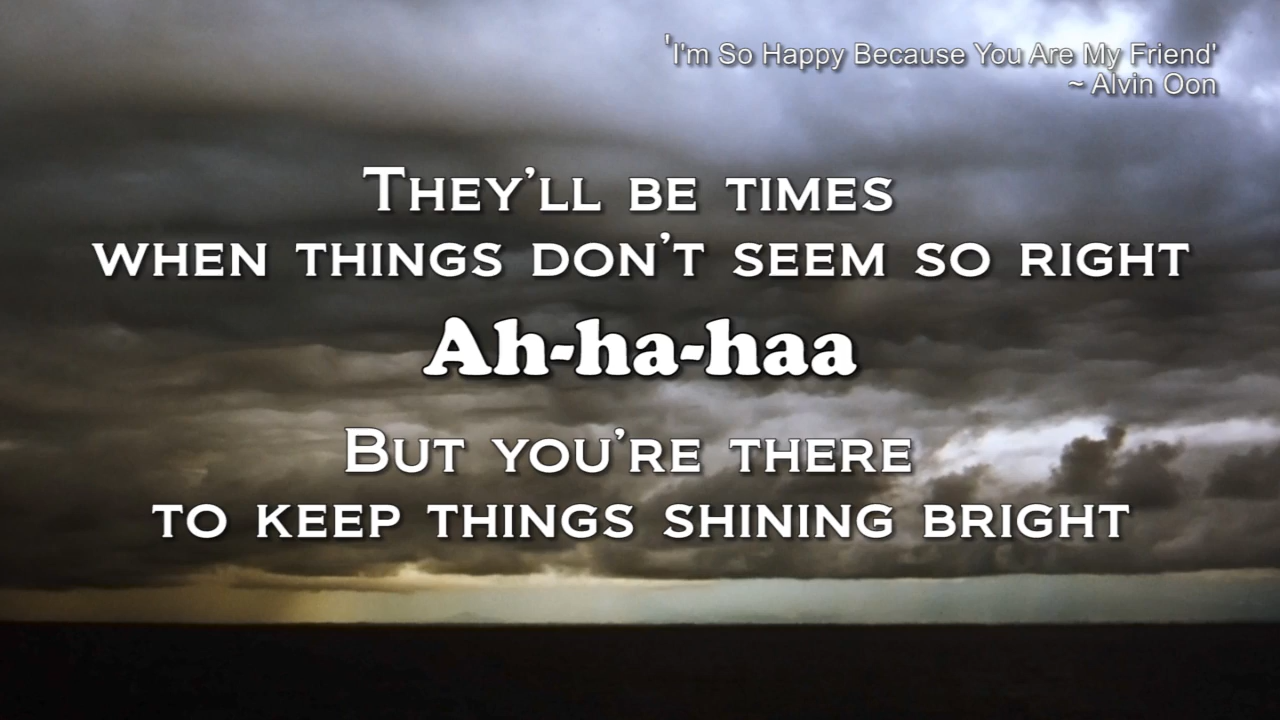 'I'm So Happy Because You Are My Friend'
~ Alvin Oon
They'll be times
when things don't seem so right
Ah-ha-haa
But you're there
to keep things shining bright